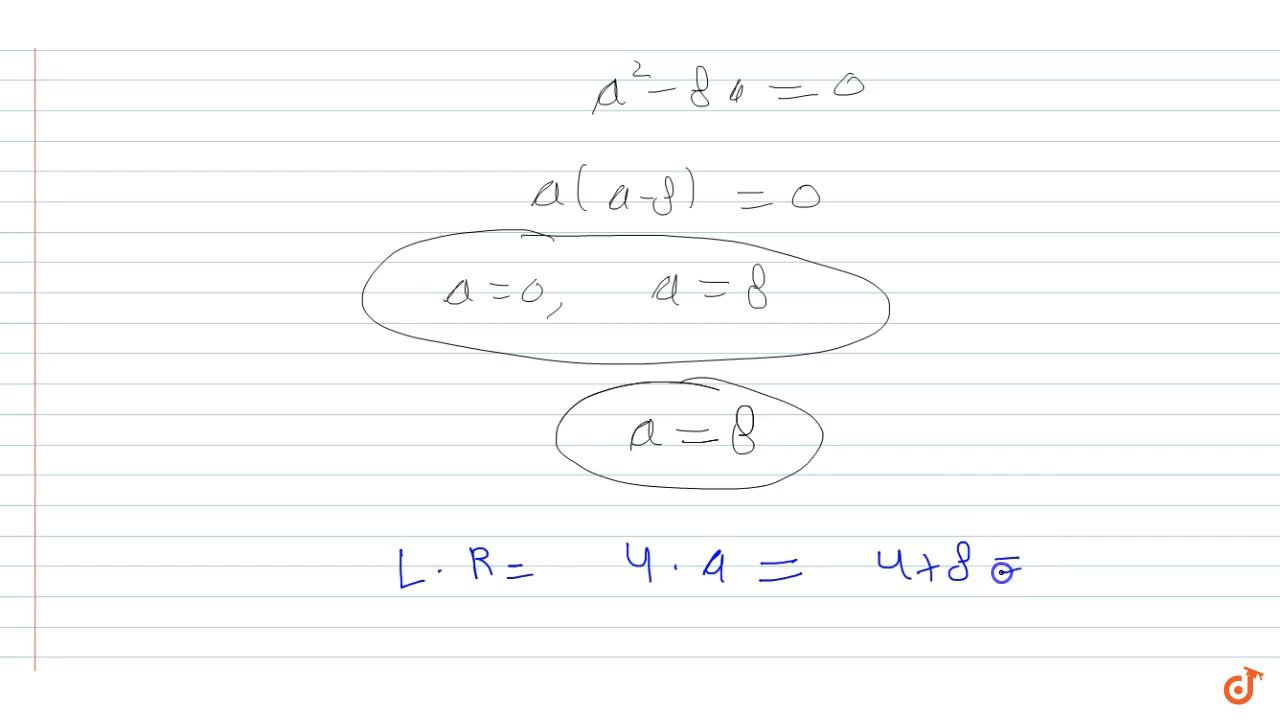 a² - 8a = 0
a(a-8) = 0
a = 0, a = 8
a = 8
L.R = 4.a = 4+8 =